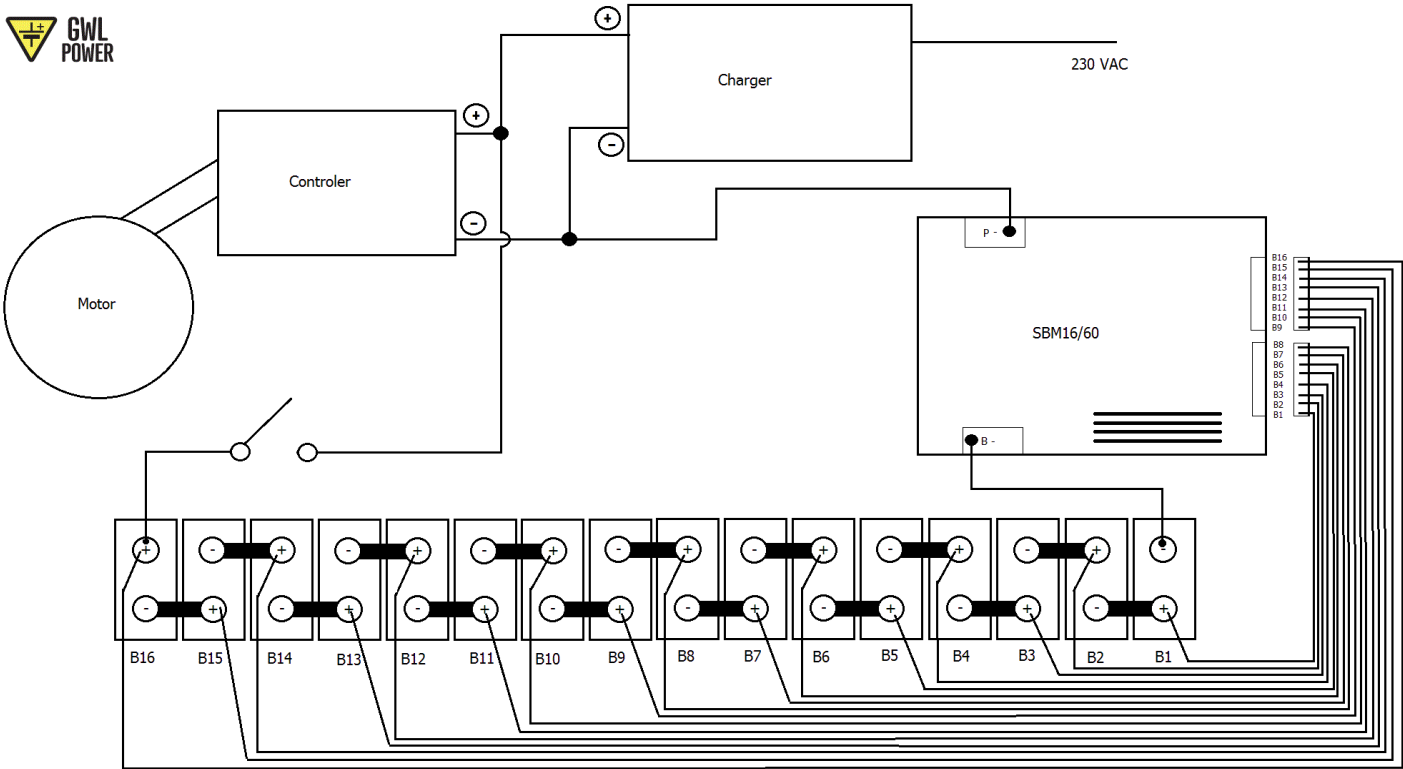 GWL
POWER
+
Charger
230 VAC
-
+
Controler
-
P -
Motor
SBM16/60
B16
B15
B14
B13
B12
B11
B10
B9
B8
B7
B6
B5
B4
B3
B2
B1
B -
+ - + - + - + - + - + - + - + -
- + - + - + - + - + - + - + - +
B16 B15 B14 B13 B12 B11 B10 B9 B8 B7 B6 B5 B4 B3 B2 B1